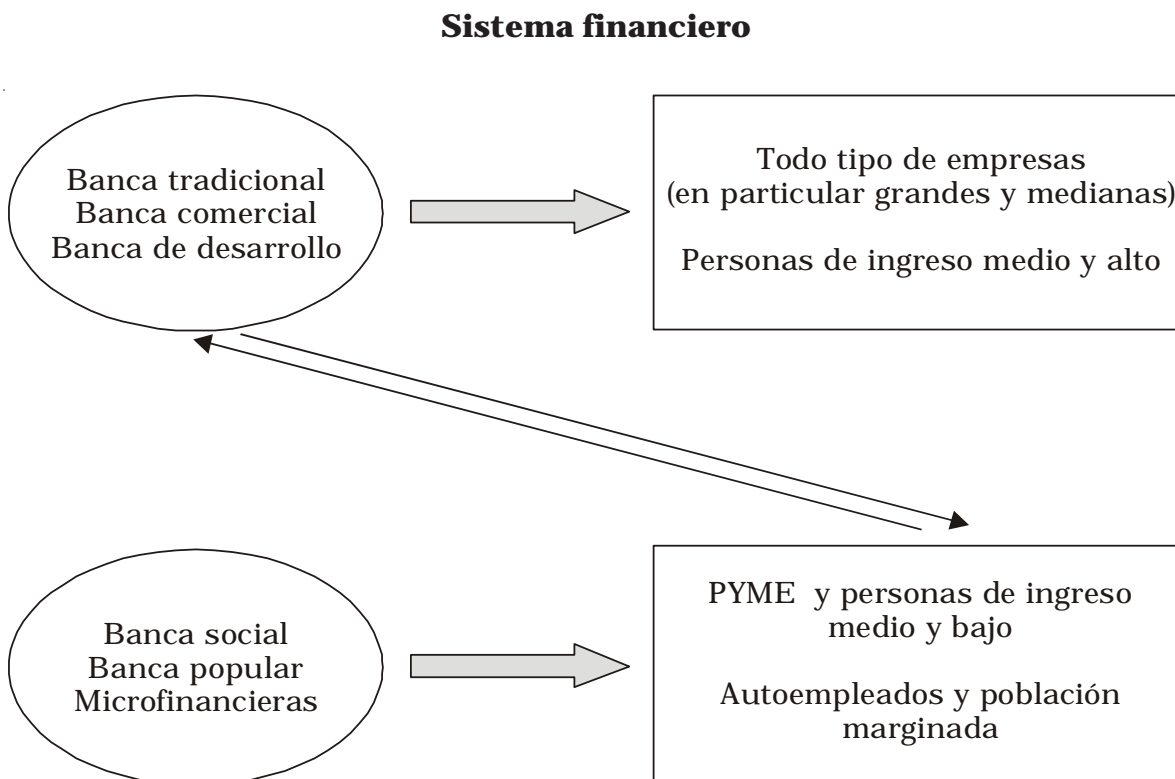 Sistema financiero
Banca tradicional
Banca comercial
Banca de desarrollo
Todo tipo de empresas
(en particular grandes y medianas)
Personas de ingreso medio y alto
Banca social
Banca popular
Microfinancieras
PYME y personas de ingreso
medio y bajo
Autoempleados y población
marginada